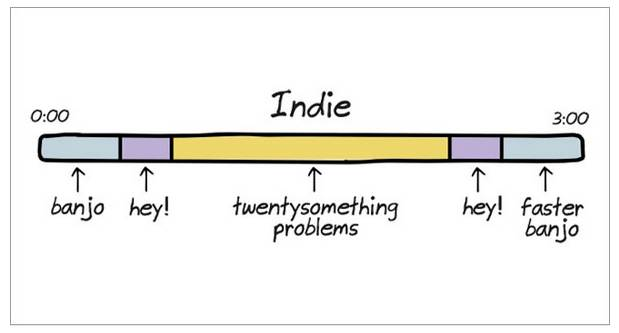 Indie
0:00
3:00
banjo
hey!
twentysomething
problems
hey!
faster
banjo